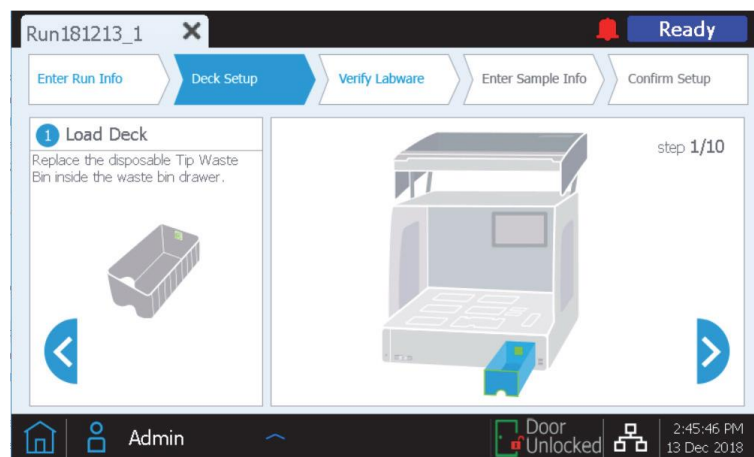 Run181213_1
Ready
Enter Run Info
Deck Setup
Verify Labware
Enter Sample Info
Confirm Setup
1 Load Deck
Replace the disposable Tip Waste
Bin inside the waste bin drawer.
step 1/10
Admin
Door
Unlocked
2:45:46 PM
13 Dec 2018